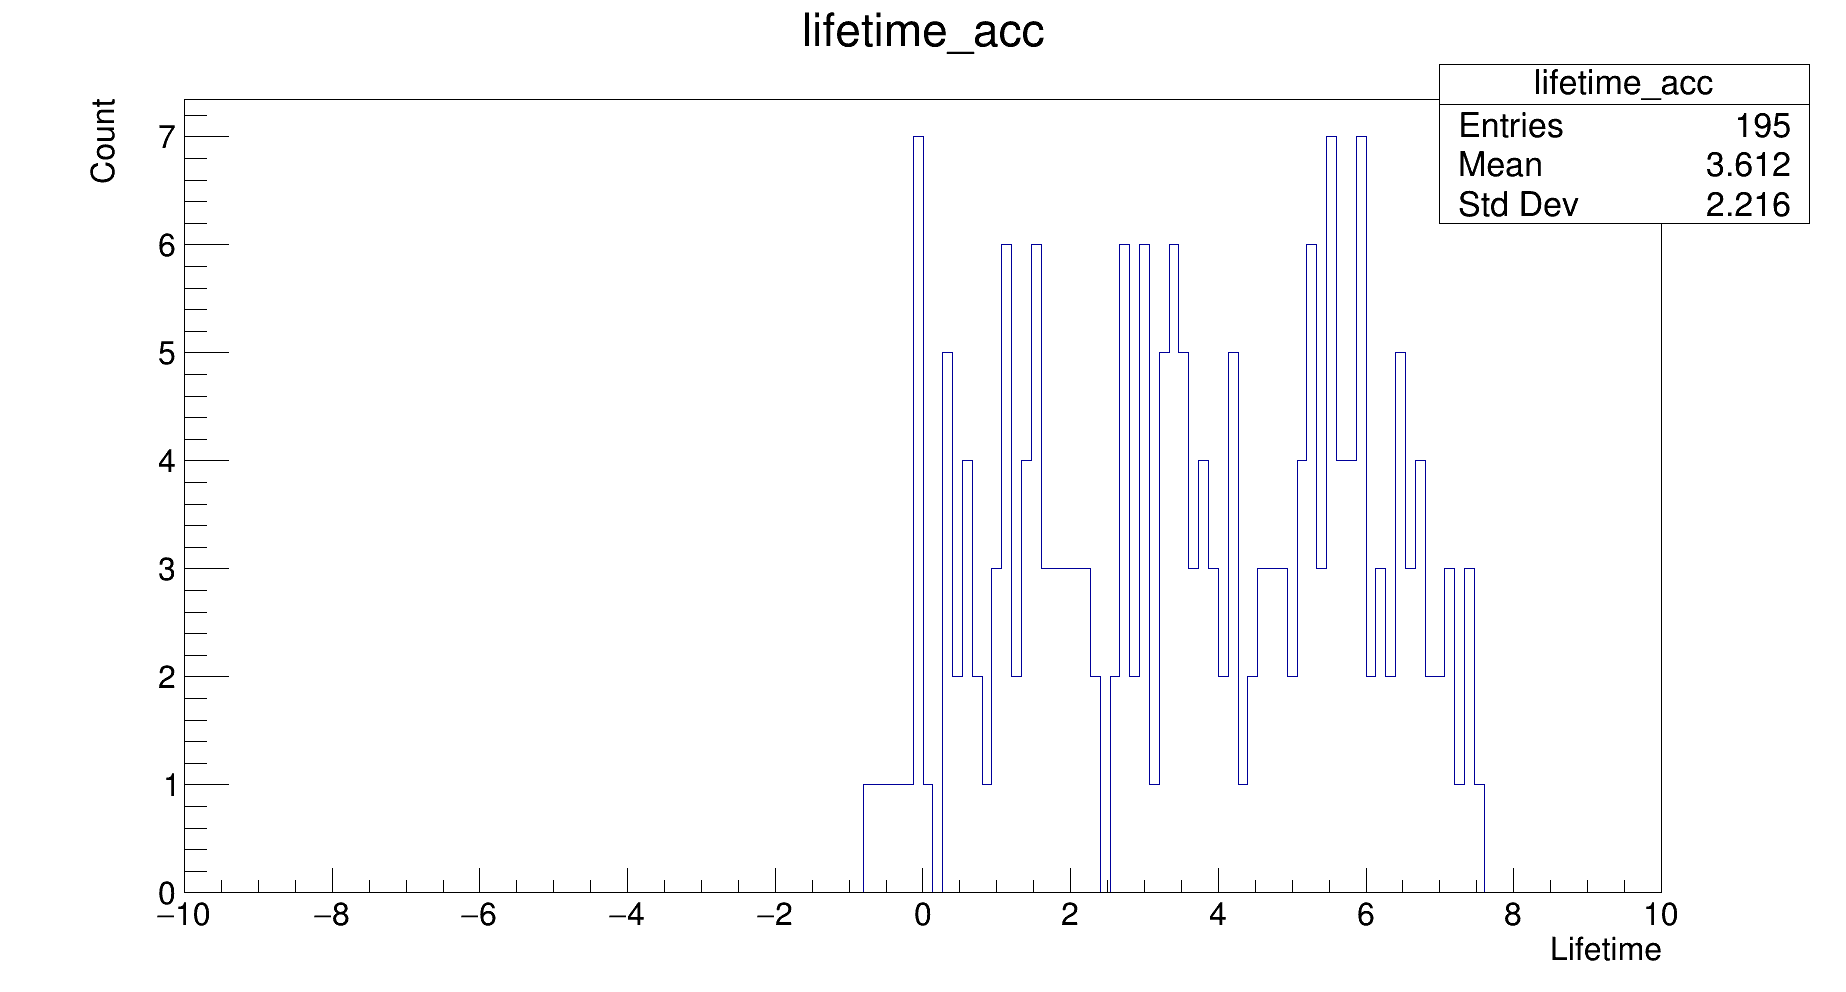 lifetime_acc
lifetime_acc
Entries 195
Mean 3.612
Std Dev 2.216
Count
7
6
5
4
3
2
1
0
−10 −8 −6 −4 −2 0 2 4 6 8 10
Lifetime